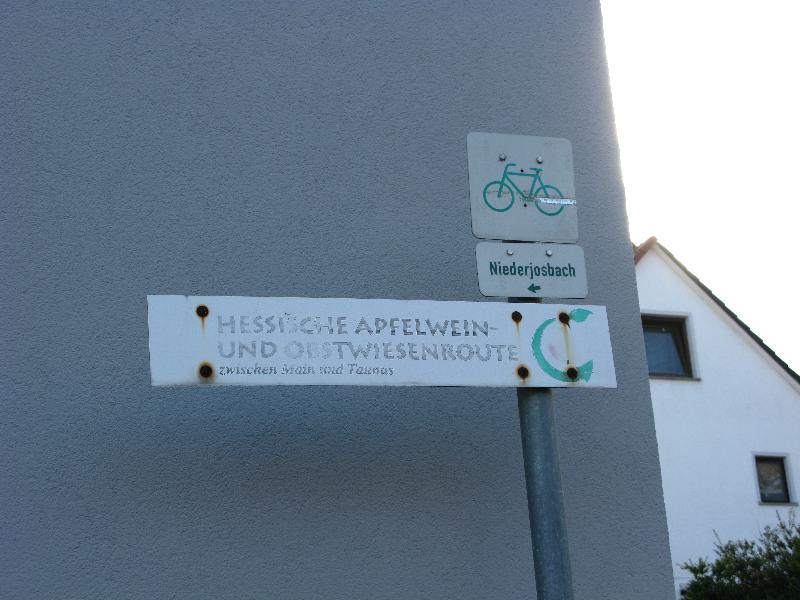 Niederjosbach
HESSISCHE APFELWEIN-
UND OBSTWIESENROUTE
zwischen Main und Taunus